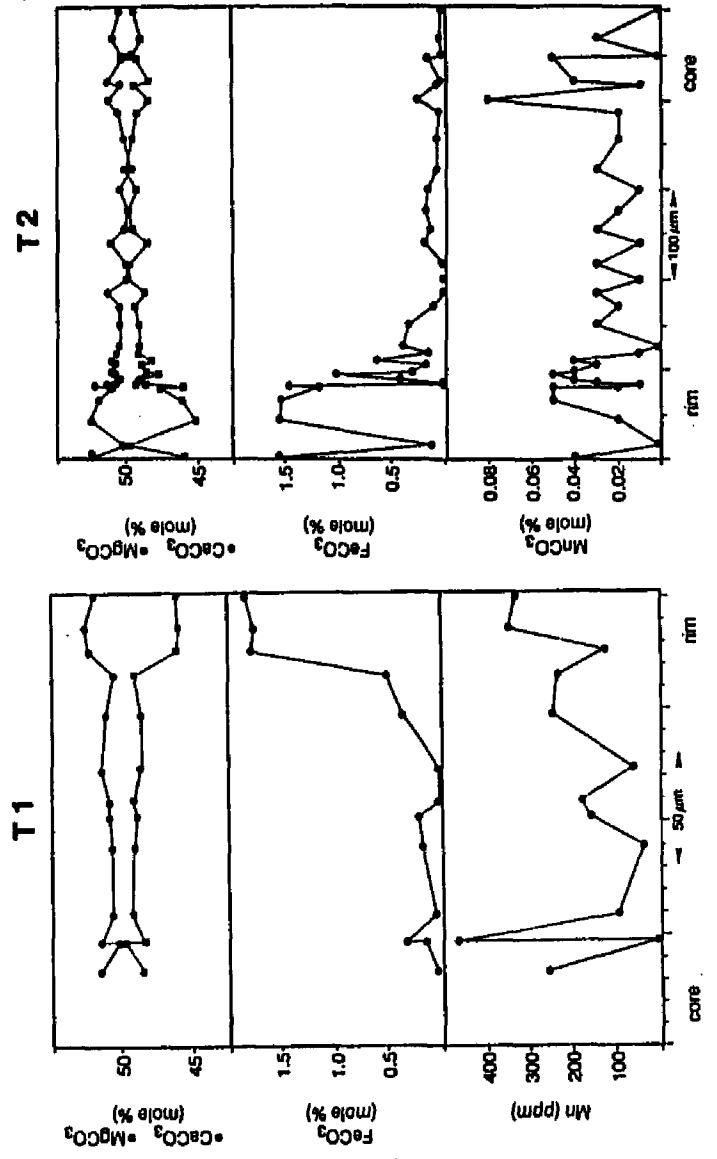 T1
•CaCO₃ •MgCO₃
(mole %)
50
45
FeCO₃
(mole %)
1.5
1.0
0.5
Mn (ppm)
400
300
200
100
core
◄ 50 µm ►
rim
T2
•CaCO₃ •MgCO₃
(mole %)
50
45
FeCO₃
(mole %)
1.5
1.0
0.5
MnCO₃
(mole %)
0.08
0.06
0.04
0.02
rim
◄ 100 µm ►
core